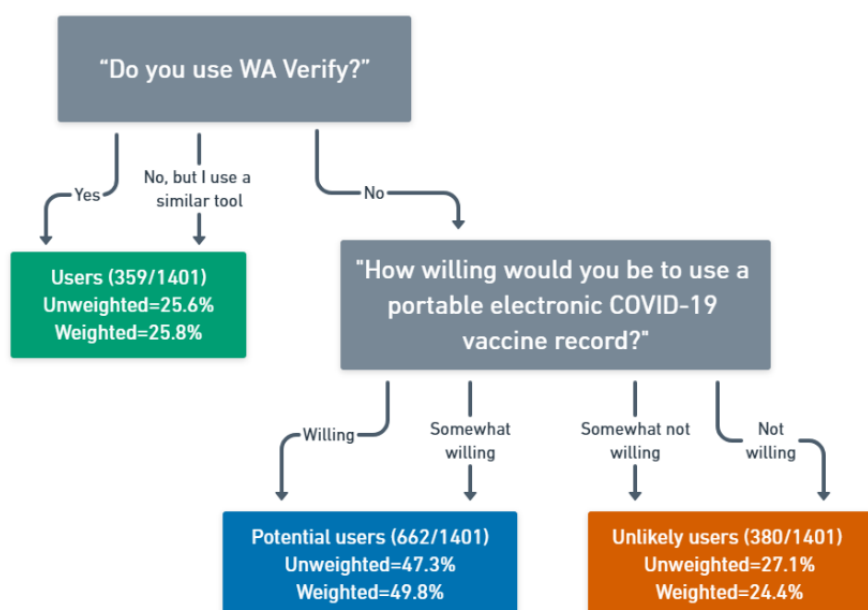 “Do you use WA Verify?”
Yes
No, but I use a
similar tool
No
Users (359/1401)
Unweighted=25.6%
Weighted=25.8%
"How willing would you be to use a
portable electronic COVID-19
vaccine record?"
Willing
Somewhat
willing
Somewhat not
willing
Not
willing
Potential users (662/1401)
Unweighted=47.3%
Weighted=49.8%
Unlikely users (380/1401)
Unweighted=27.1%
Weighted=24.4%